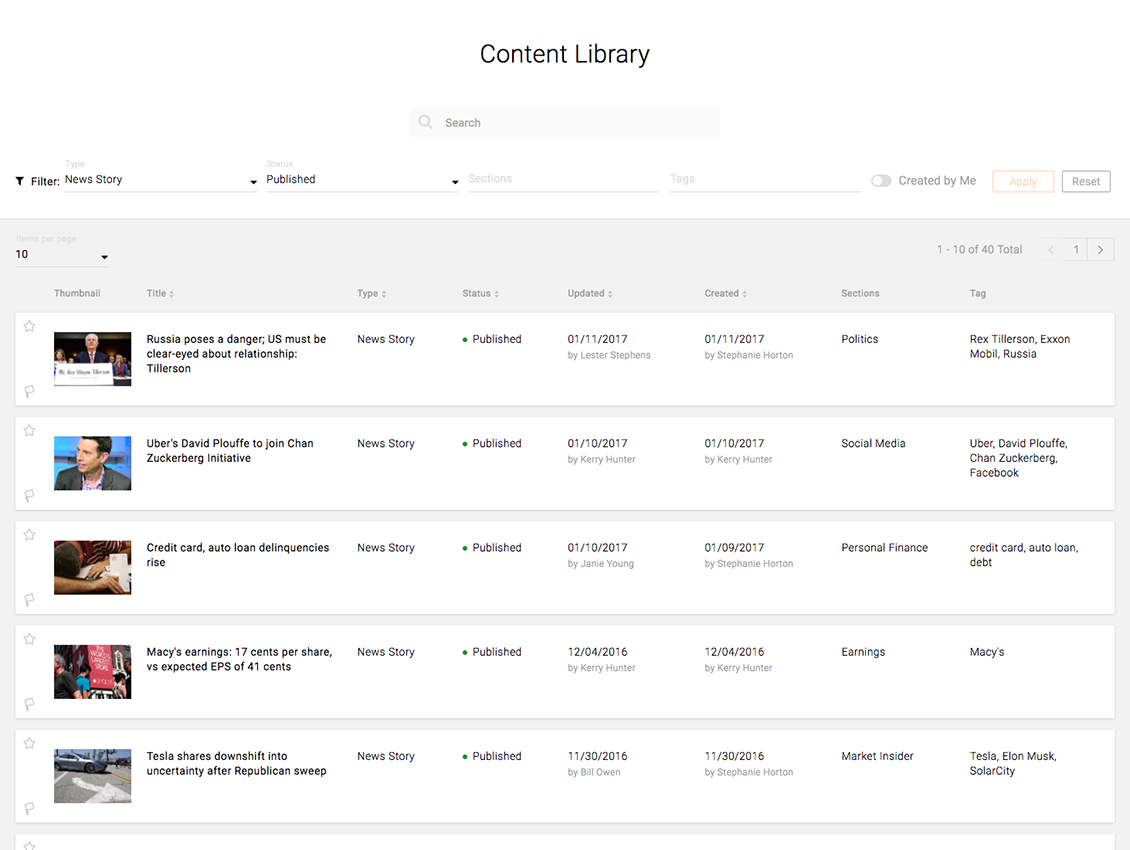 Content Library
Search
Type
Status
Filter:
News Story
Published
Sections
Tags
Created by Me
Apply
Reset
Items per page
10
1 - 10 of 40 Total
1
Thumbnail
Title
Type
Status
Updated
Created
Sections
Tag
Mr. Rex Wayne Tillerson
Russia poses a danger; US must be
clear-eyed about relationship:
Tillerson
News Story
Published
01/11/2017
by Lester Stephens
01/11/2017
by Stephanie Horton
Politics
Rex Tillerson, Exxon
Mobil, Russia
Uber's David Plouffe to join Chan
Zuckerberg Initiative
News Story
Published
01/10/2017
by Kerry Hunter
01/10/2017
by Kerry Hunter
Social Media
Uber, David Plouffe,
Chan Zuckerberg,
Facebook
Credit card, auto loan delinquencies
rise
News Story
Published
01/10/2017
by Janie Young
01/09/2017
by Stephanie Horton
Personal Finance
credit card, auto loan,
debt
Macy's earnings: 17 cents per share,
vs expected EPS of 41 cents
News Story
Published
12/04/2016
by Kerry Hunter
12/04/2016
by Kerry Hunter
Earnings
Macy's
Tesla shares downshift into
uncertainty after Republican sweep
News Story
Published
11/30/2016
by Bill Owen
11/30/2016
by Stephanie Horton
Market Insider
Tesla, Elon Musk,
SolarCity